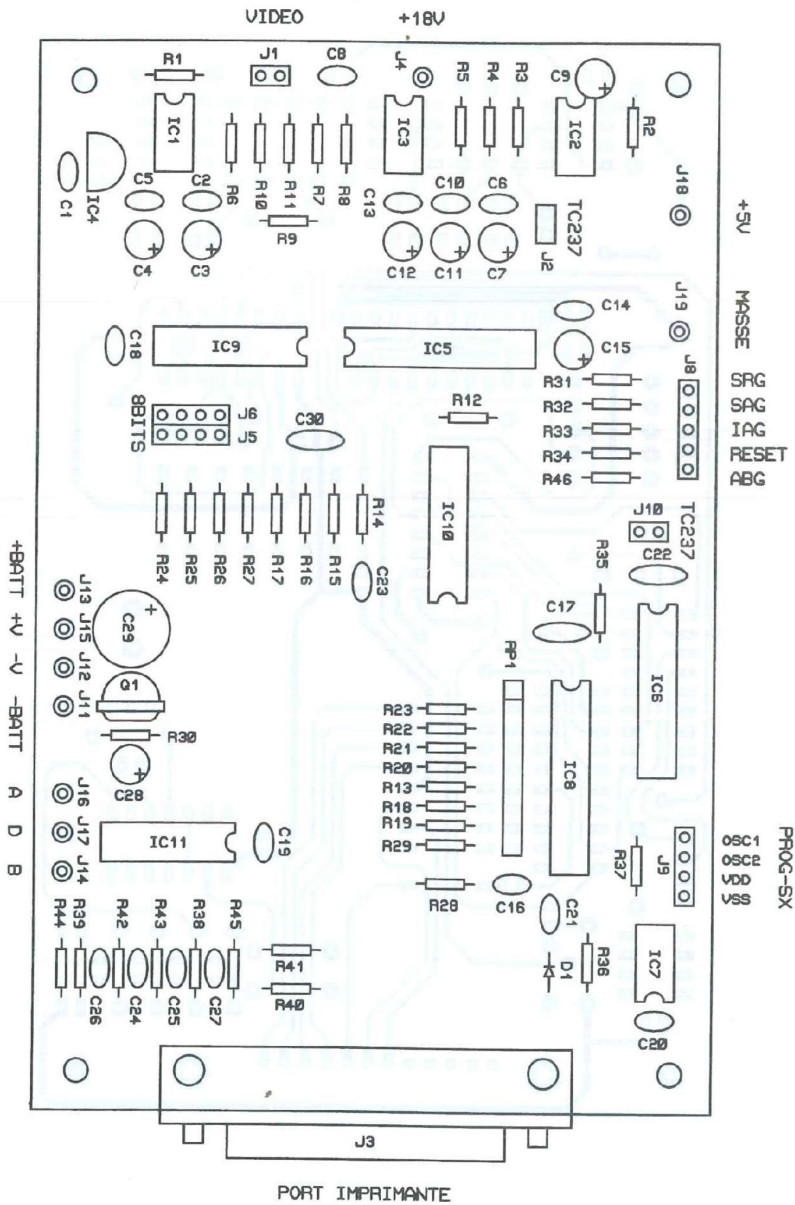 VIDEO
+18V
R1
J1
C8
J4
R5
R4
R3
C9
R2
IC1
IC3
IC2
J18
+5V
C1
IC4
C5
C2
R6
R10
R11
R7
R8
C13
C10
C6
TC237
J2
C4
C3
R9
C12
C11
C7
J19
MASSE
C14
C15
C18
IC9
IC5
J8
R31
SRG
R32
SAG
R33
IAG
R34
RESET
R46
ABG
8BITS
J6
J5
C30
R12
IC10
R14
J10
TC237
C22
R24
R25
R26
R27
R17
R16
R15
C23
R35
C17
+BATT
J13
+V
J15
-V
J12
-BATT
J11
C29
Q1
R30
C28
RP1
IC6
IC8
R23
R22
R21
R20
R13
R18
R19
R29
R28
A
J16
D
J17
B
J14
IC11
C19
C16
C21
R37
J9
OSC1
OSC2
VDD
VSS
PROG-SX
R44
R39
R42
R43
R38
R45
C26
C24
C25
C27
R41
R40
D1
R36
IC7
C20
J3
PORT IMPRIMANTE